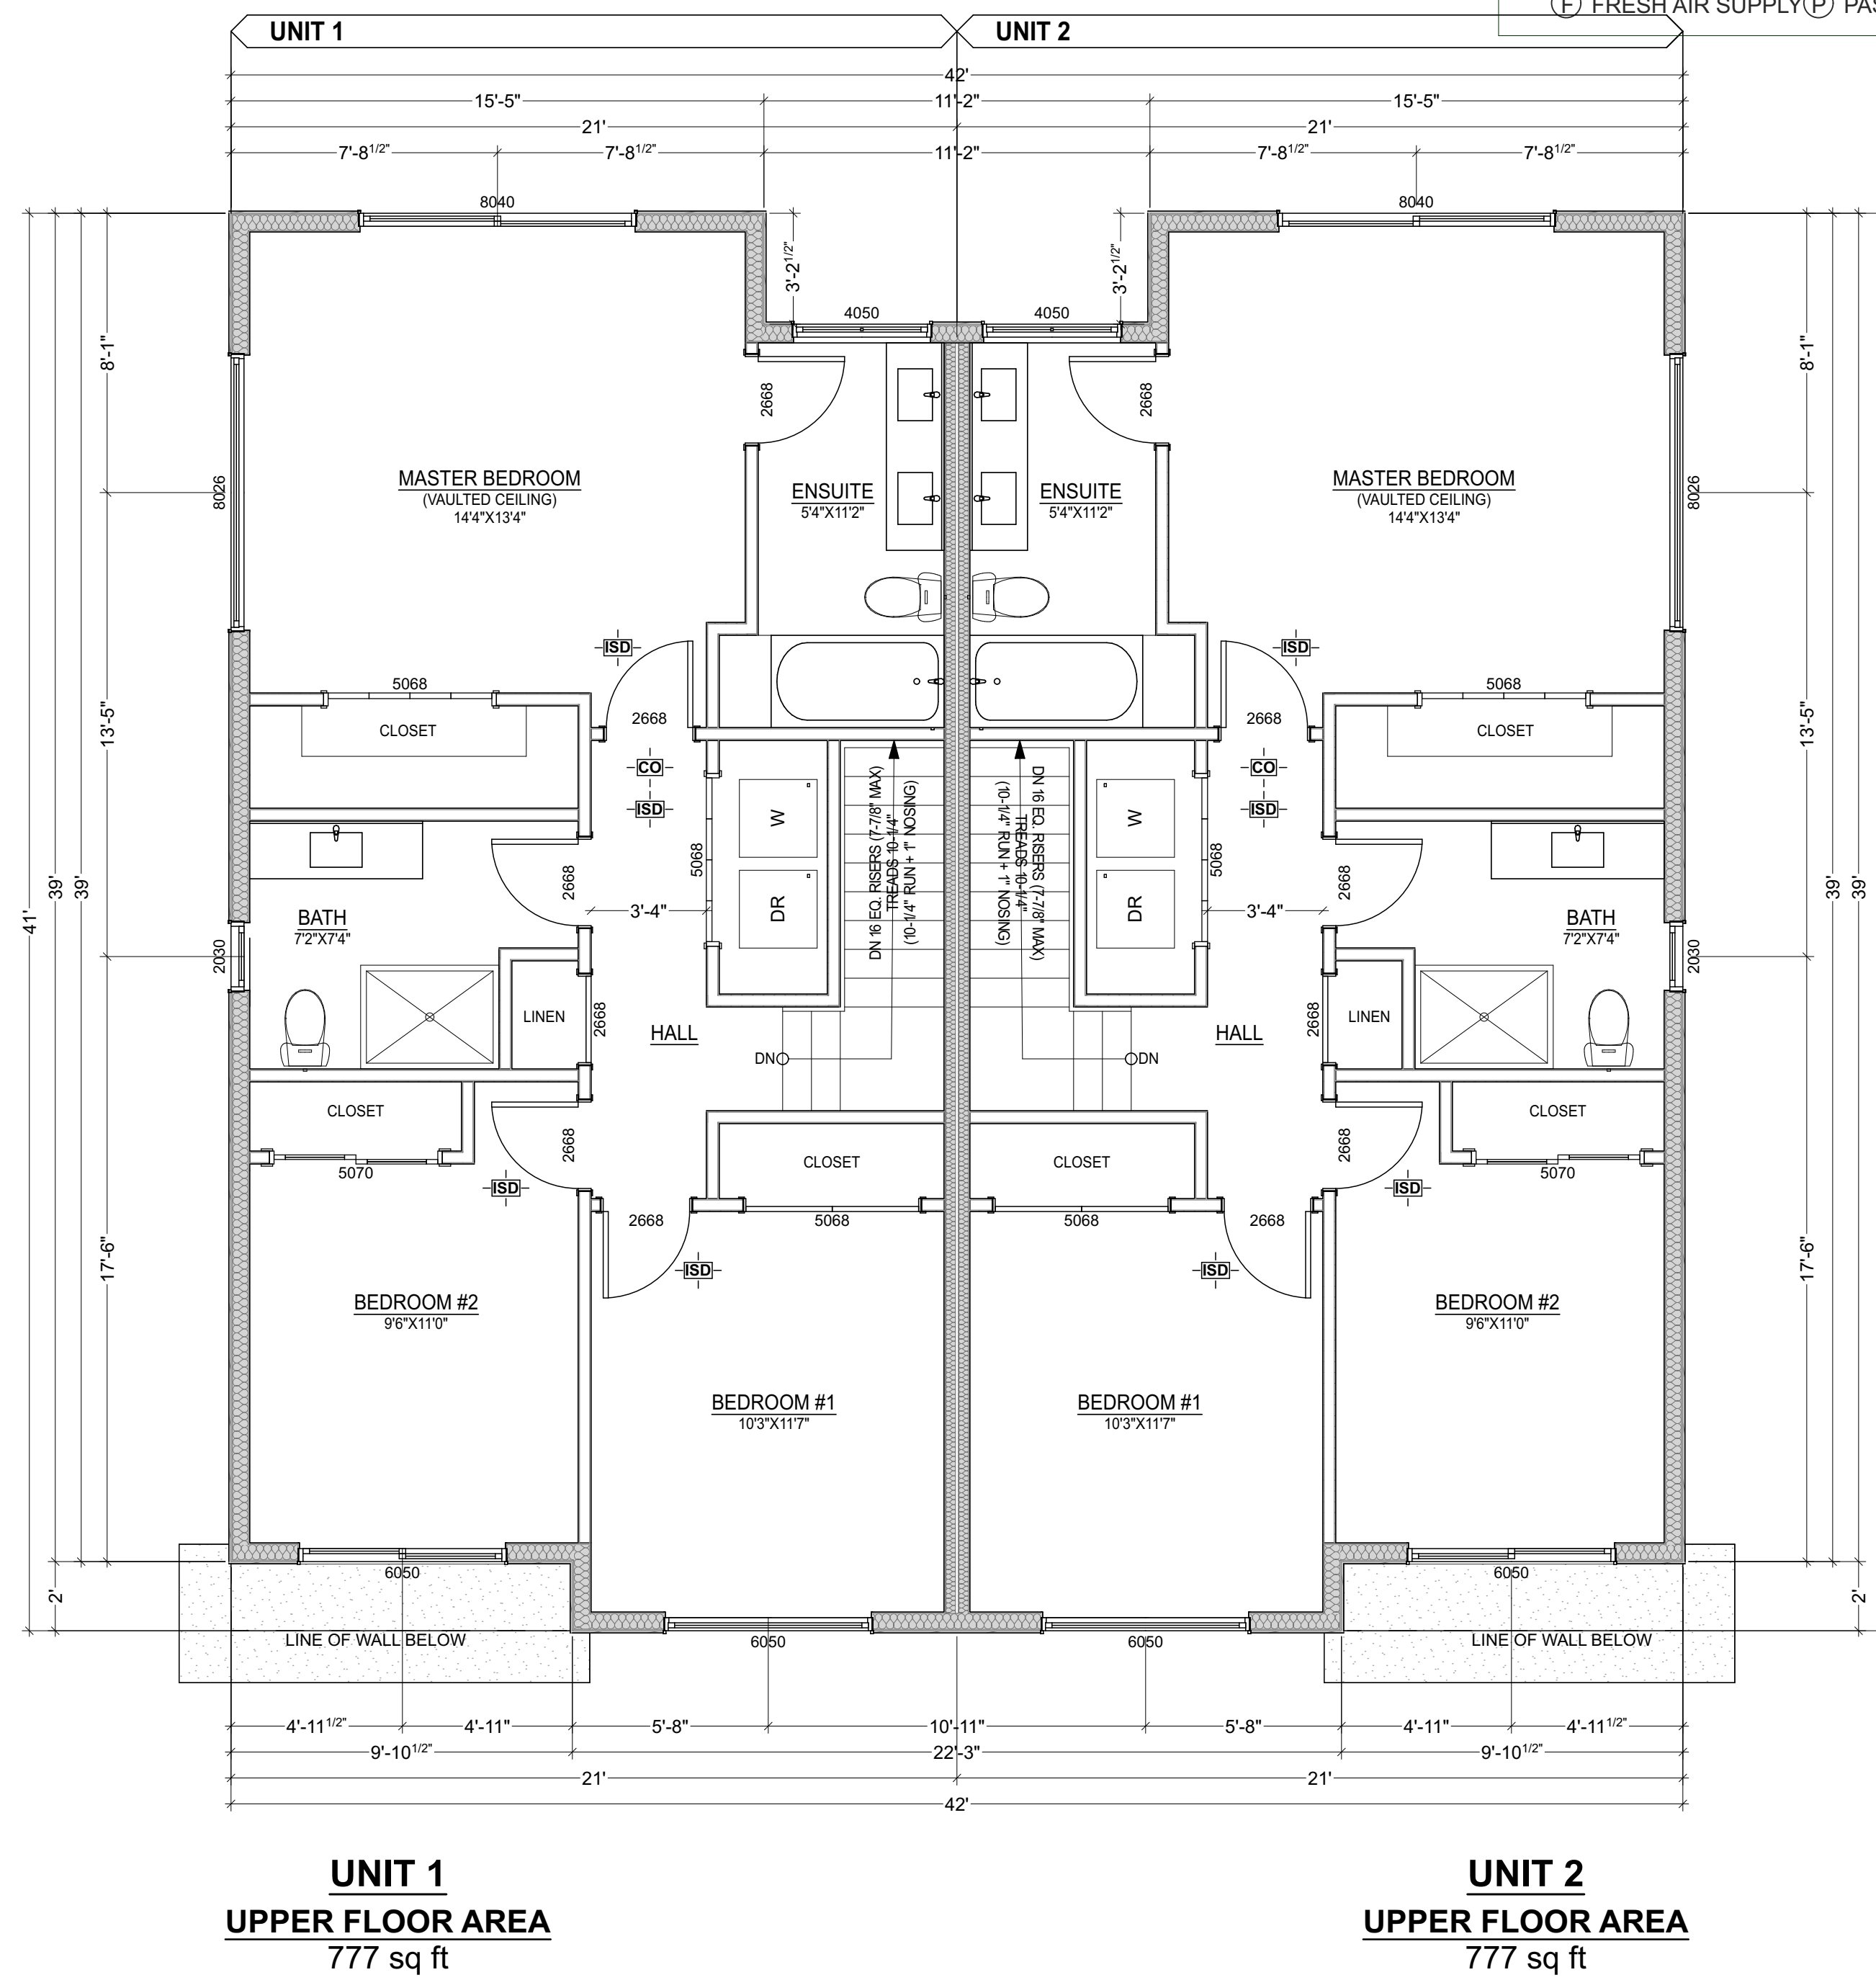 Ⓕ FRESH AIR SUPPLY Ⓟ
UNIT 1 UNIT 2
42'
15'-5" 11'-2" 15'-5"
21' 21'
7'-8 1/2" 7'-8 1/2" 11'-2" 7'-8 1/2" 7'-8 1/2"
8040 8040
3'-2 1/2" 3'-2 1/2"
4050 4050
8'-1" 8'-1"
2668 2668
MASTER BEDROOM ENSUITE ENSUITE MASTER BEDROOM
(VAULTED CEILING) 5'4"X11'2" 5'4"X11'2" (VAULTED CEILING)
14'4"X13'4" 14'4"X13'4"
8026 8026
ISD ISD
5068 5068
2668 2668
CLOSET CLOSET
13'-5" 13'-5"
CO CO
ISD ISD
W W
DN 16 EQ. RISERS (7-7/8" MAX)
TREADS 10-1/4"
(10-1/4" RUN + 1" NOSING)
DN 16 EQ. RISERS (7-7/8" MAX)
TREADS 10-1/4"
(10-1/4" RUN + 1" NOSING)
5068 5068
2668 2668
41' 39' 39' 39' 39'
3'-4" DR DR 3'-4"
BATH BATH
7'2"X7'4" 7'2"X7'4"
2030 2030
LINEN 2668 HALL HALL 2668 LINEN
DN DN
CLOSET CLOSET
2668 2668
CLOSET CLOSET
5070 5070
ISD ISD
2668 5068 5068 2668
17'-6" 17'-6"
ISD ISD
BEDROOM #2 BEDROOM #2
9'6"X11'0" 9'6"X11'0"
BEDROOM #1 BEDROOM #1
10'3"X11'7" 10'3"X11'7"
6050 6050
2' 2'
LINE OF WALL BELOW 6050 6050 LINE OF WALL BELOW
4'-11 1/2" 4'-11" 5'-8" 10'-11" 5'-8" 4'-11" 4'-11 1/2"
9'-10 1/2" 22'-3" 9'-10 1/2"
21' 21'
42'
UNIT 1 UNIT 2
UPPER FLOOR AREA UPPER FLOOR AREA
777 sq ft 777 sq ft